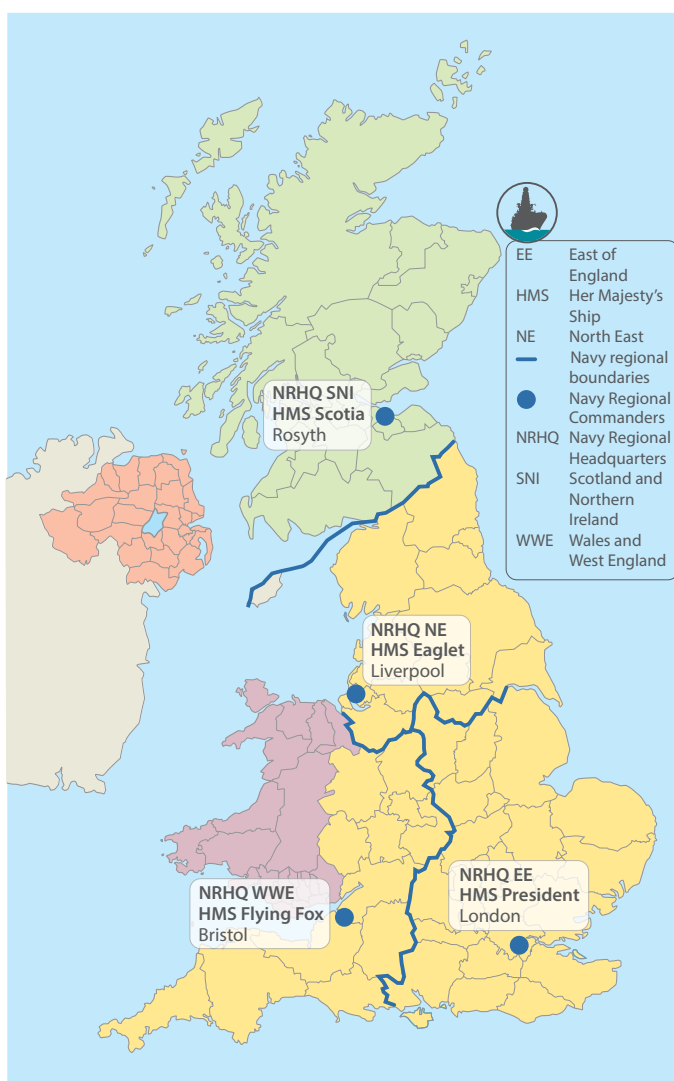 EE East of
England
HMS Her Majesty's
Ship
NE North East
Navy regional
boundaries
Navy Regional
Commanders
NRHQ Navy Regional
Headquarters
SNI Scotland and
Northern
Ireland
WWE Wales and
West England
NRHQ SNI
HMS Scotia
Rosyth
NRHQ NE
HMS Eaglet
Liverpool
NRHQ WWE
HMS Flying Fox
Bristol
NRHQ EE
HMS President
London